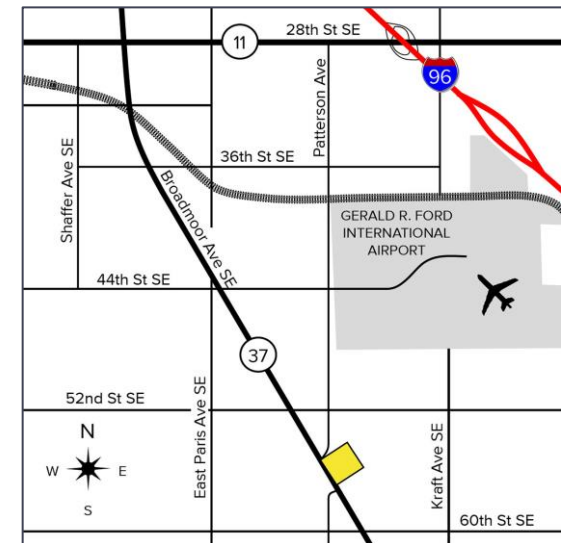 28th St SE
11
96
Patterson Ave
36th St SE
Shaffer Ave SE
Broadmoor Ave SE
GERALD R. FORD
INTERNATIONAL
AIRPORT
44th St SE
37
52nd St SE
East Paris Ave SE
Kraft Ave SE
N
W E
S
60th St SE